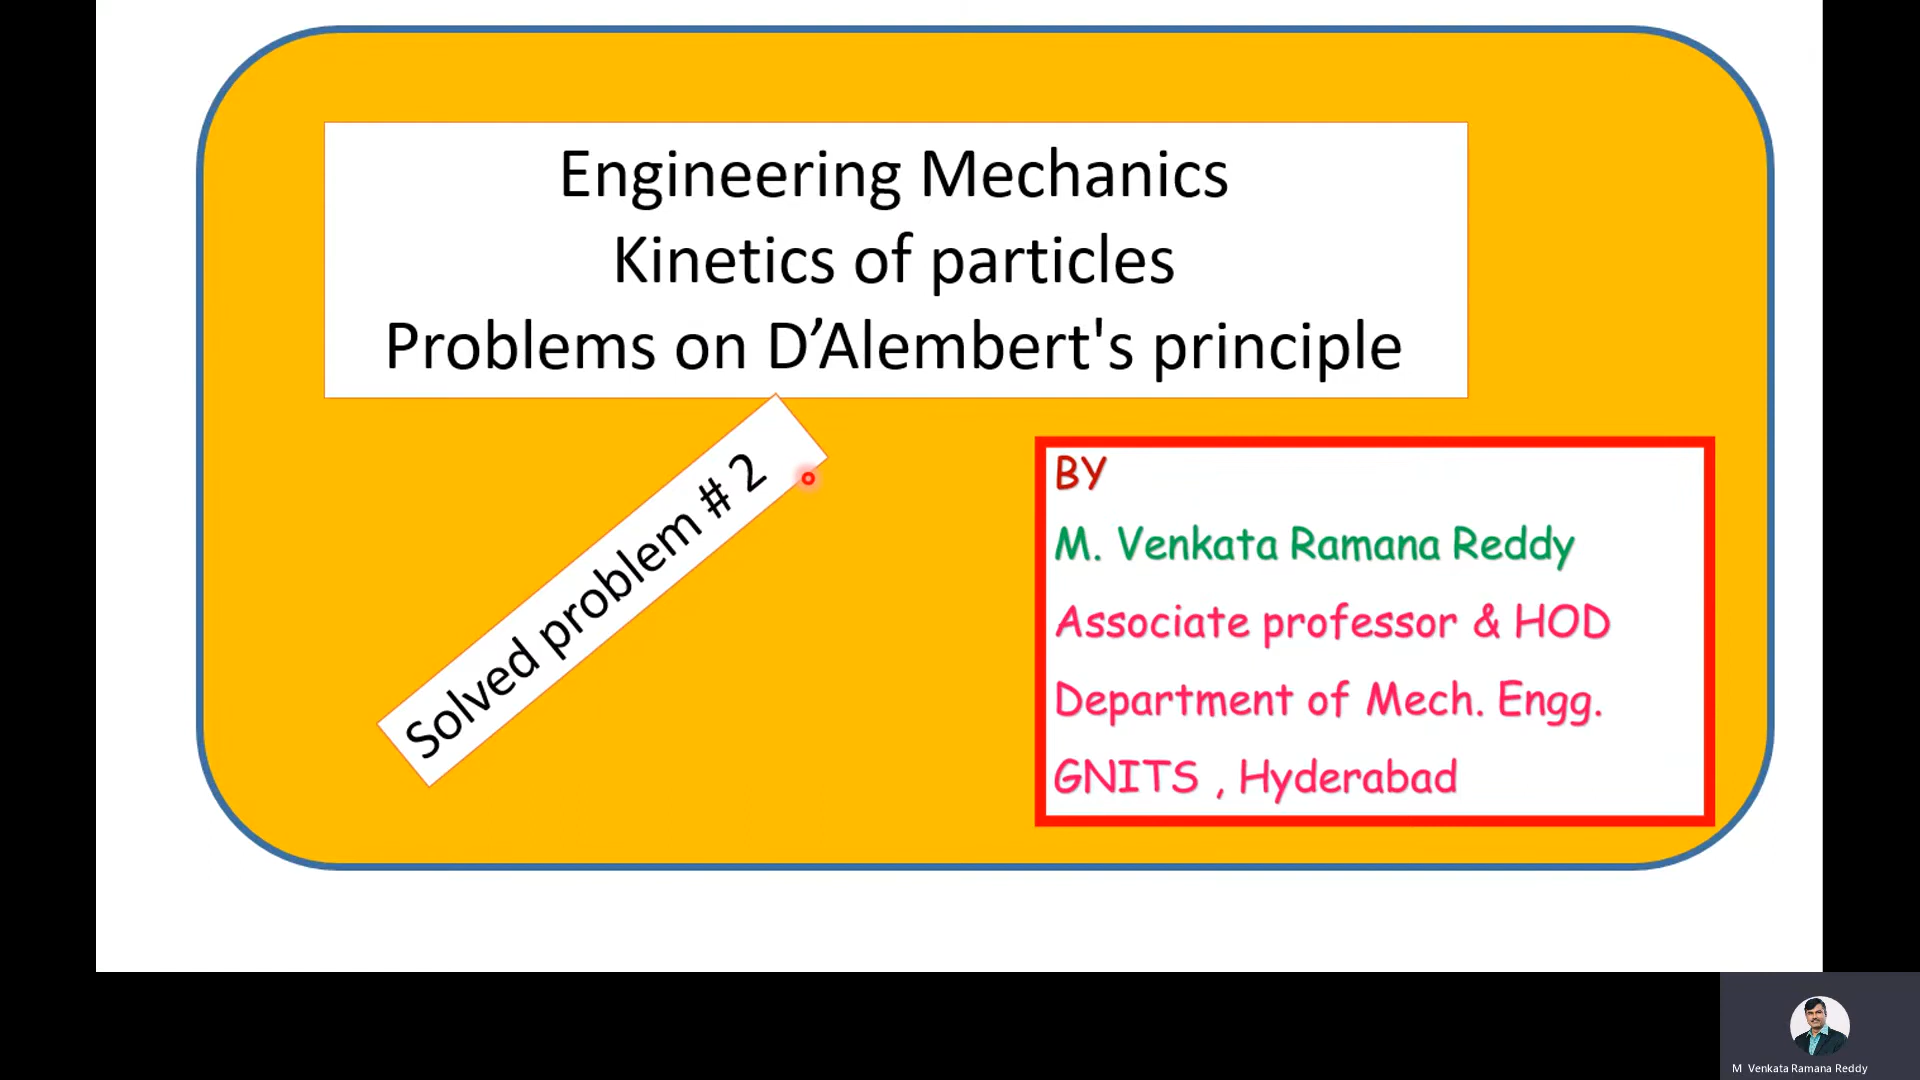 Engineering Mechanics
Kinetics of particles
Problems on D’Alembert's principle
Solved problem # 2
BY
M. Venkata Ramana Reddy
Associate professor & HOD
Department of Mech. Engg.
GNITS , Hyderabad
M Venkata Ramana Reddy